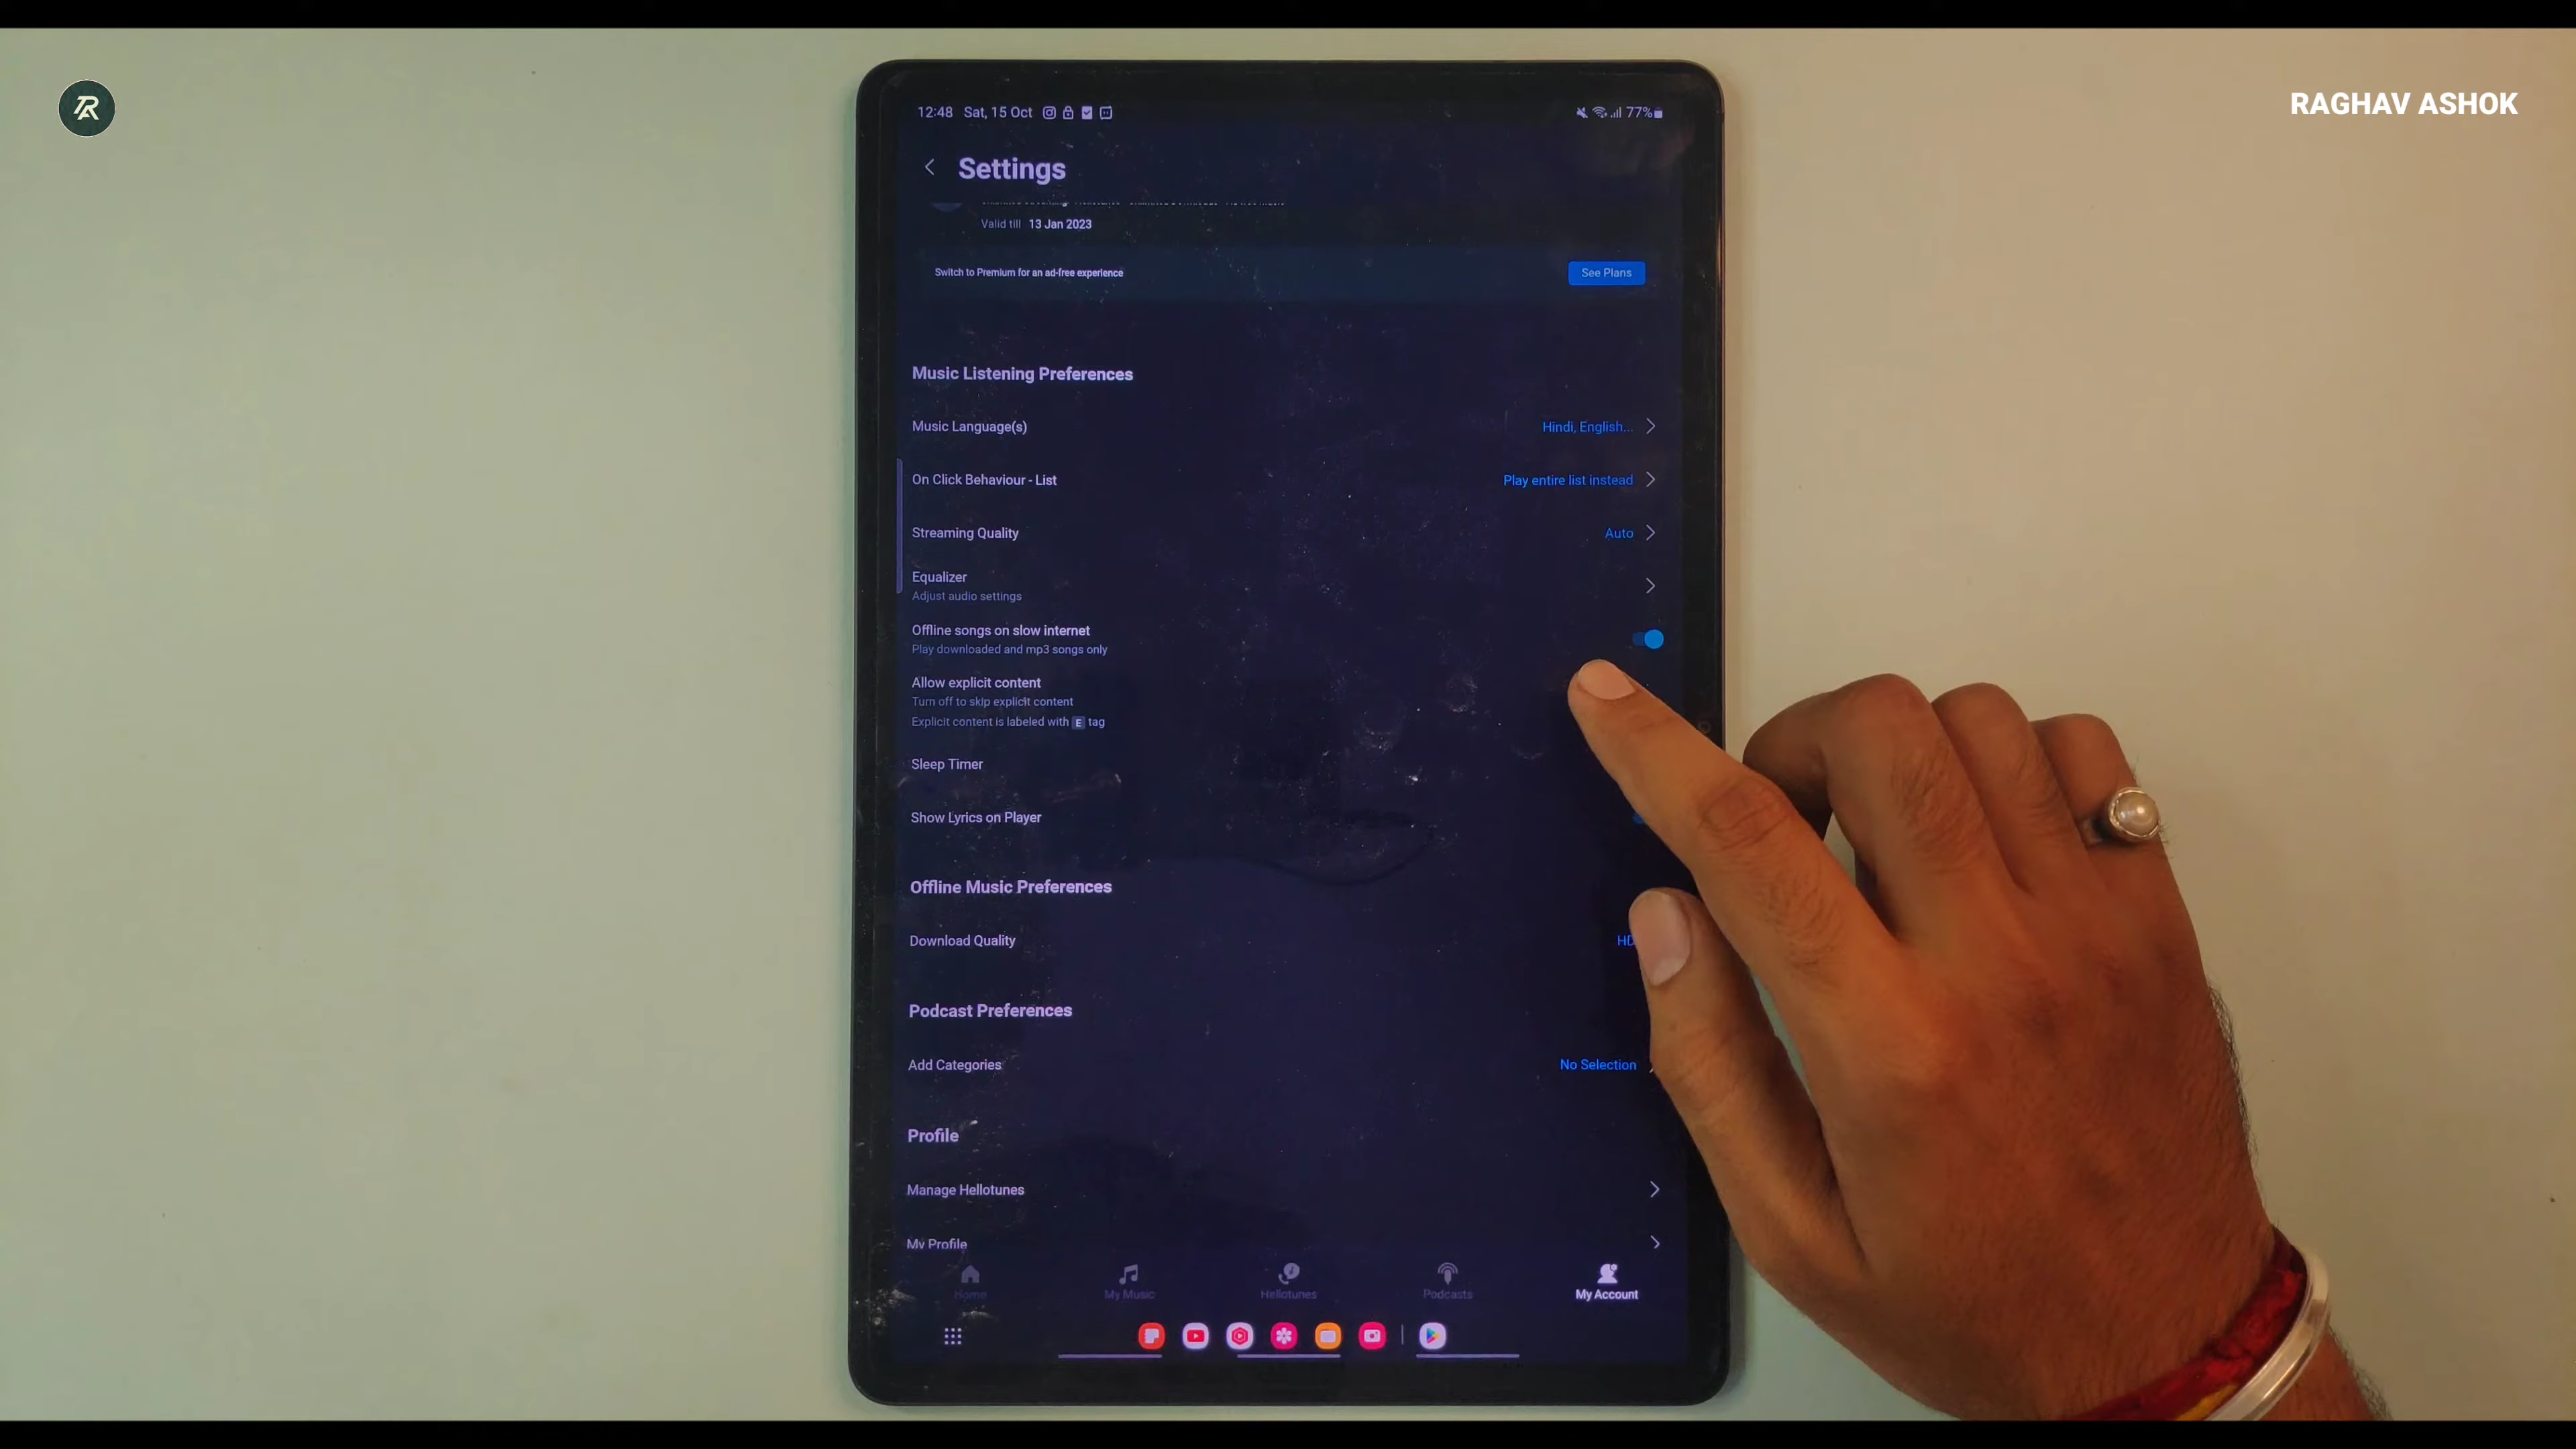 RAGHAV ASHOK
12:48 Sat, 15 Oct
77%
Settings
Valid till 13 Jan 2023
Switch to Premium for an ad-free experience
See Plans
Music Listening Preferences
Music Language(s)
Hindi, English...
On Click Behaviour - List
Play entire list instead
Streaming Quality
Auto
Equalizer
Adjust audio settings
Offline songs on slow internet
Play downloaded and mp3 songs only
Allow explicit content
Turn off to skip explicit content
Explicit content is labeled with E tag
Sleep Timer
Show Lyrics on Player
Offline Music Preferences
Download Quality
HD
Podcast Preferences
Add Categories
No Selection
Profile
Manage Hellotunes
My Profile
Home
My Music
Hellotunes
Podcasts
My Account